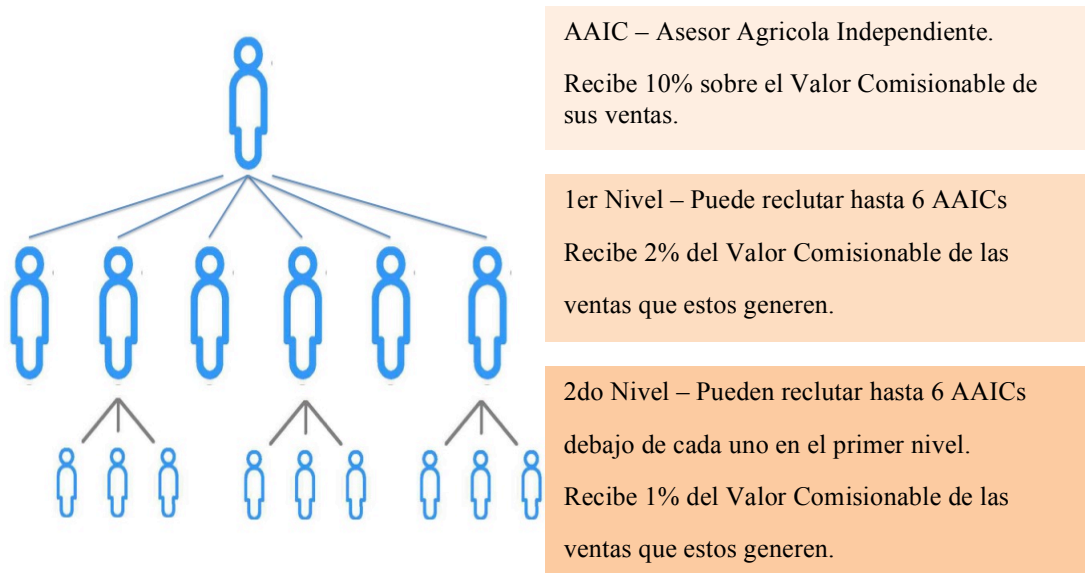 AAIC – Asesor Agricola Independiente.
Recibe 10% sobre el Valor Comisionable de
sus ventas.
1er Nivel – Puede reclutar hasta 6 AAICs
Recibe 2% del Valor Comisionable de las
ventas que estos generen.
2do Nivel – Pueden reclutar hasta 6 AAICs
debajo de cada uno en el primer nivel.
Recibe 1% del Valor Comisionable de las
ventas que estos generen.